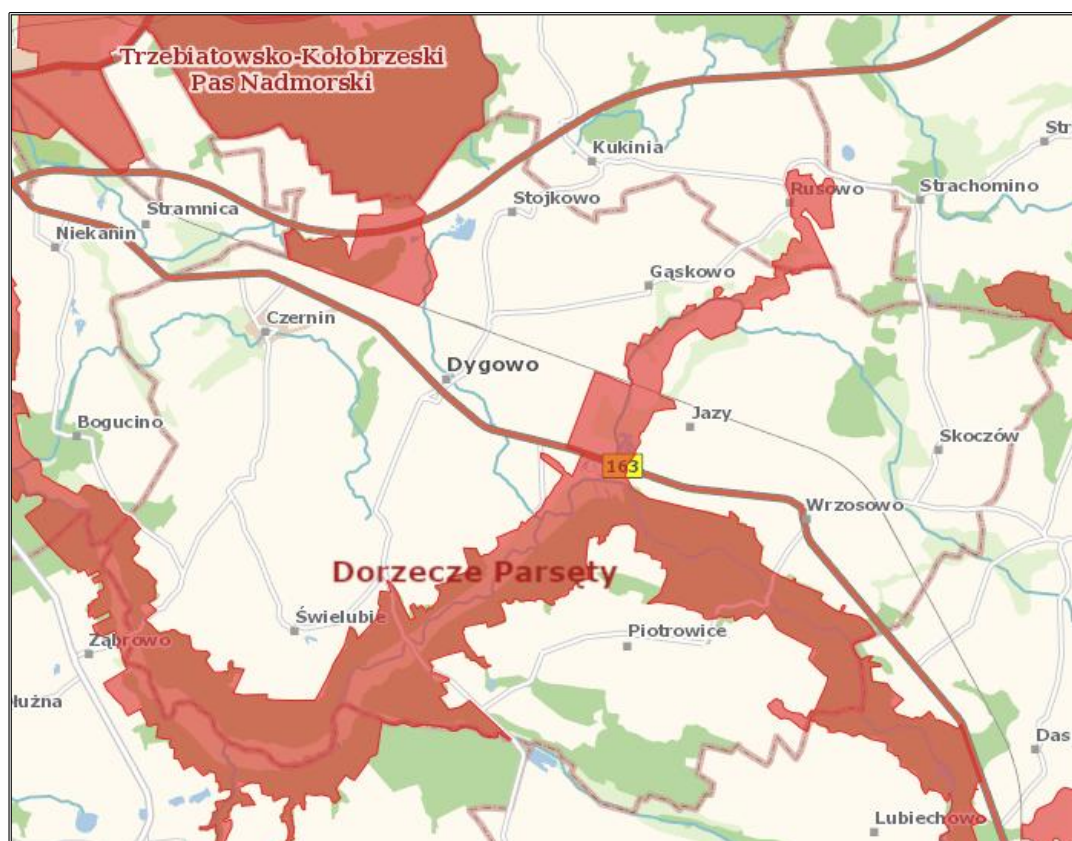 Trzebiatowsko-Kołobrzeski
Pas Nadmorski
Kukinia
Str
Rusowo
Strachomino
Stojkowo
Stramnica
Niekanin
Gąskowo
Czernin
Dygowo
Bogucino
Jazy
Skoczów
163
Wrzosowo
Dorzecze Parsęty
Świelubie
Piotrowice
Ząbrowo
łużna
Das
Lubiechowo